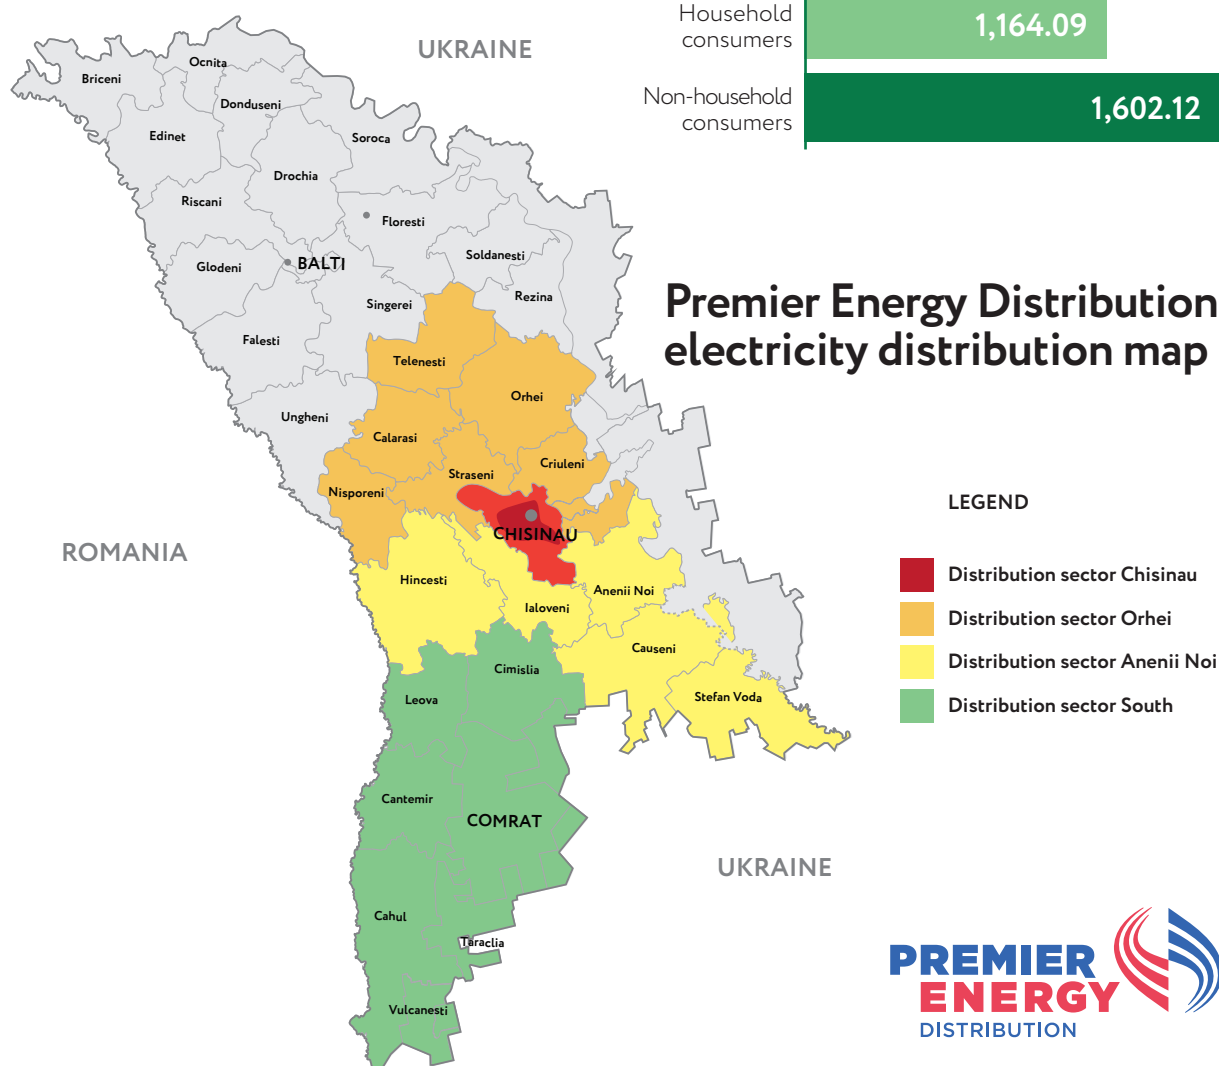 Household
consumers
1,164.09
Non-household
consumers
1,602.12
UKRAINE
Ocnita
Briceni
Donduseni
Edinet
Soroca
Drochia
Riscani
Floresti
Soldanesti
BALTI
Glodeni
Rezina
Singerei
Falesti
Premier Energy Distribution
electricity distribution map
Telenesti
Orhei
Ungheni
Calarasi
Criuleni
Straseni
Nisporeni
CHISINAU
ROMANIA
Hincesti
Anenii Noi
Ialoveni
Causeni
Cimislia
Leova
Stefan Voda
Cantemir
COMRAT
UKRAINE
Cahul
Taraclia
Vulcanesti
LEGEND
Distribution sector Chisinau
Distribution sector Orhei
Distribution sector Anenii Noi
Distribution sector South
PREMIER
ENERGY
DISTRIBUTION